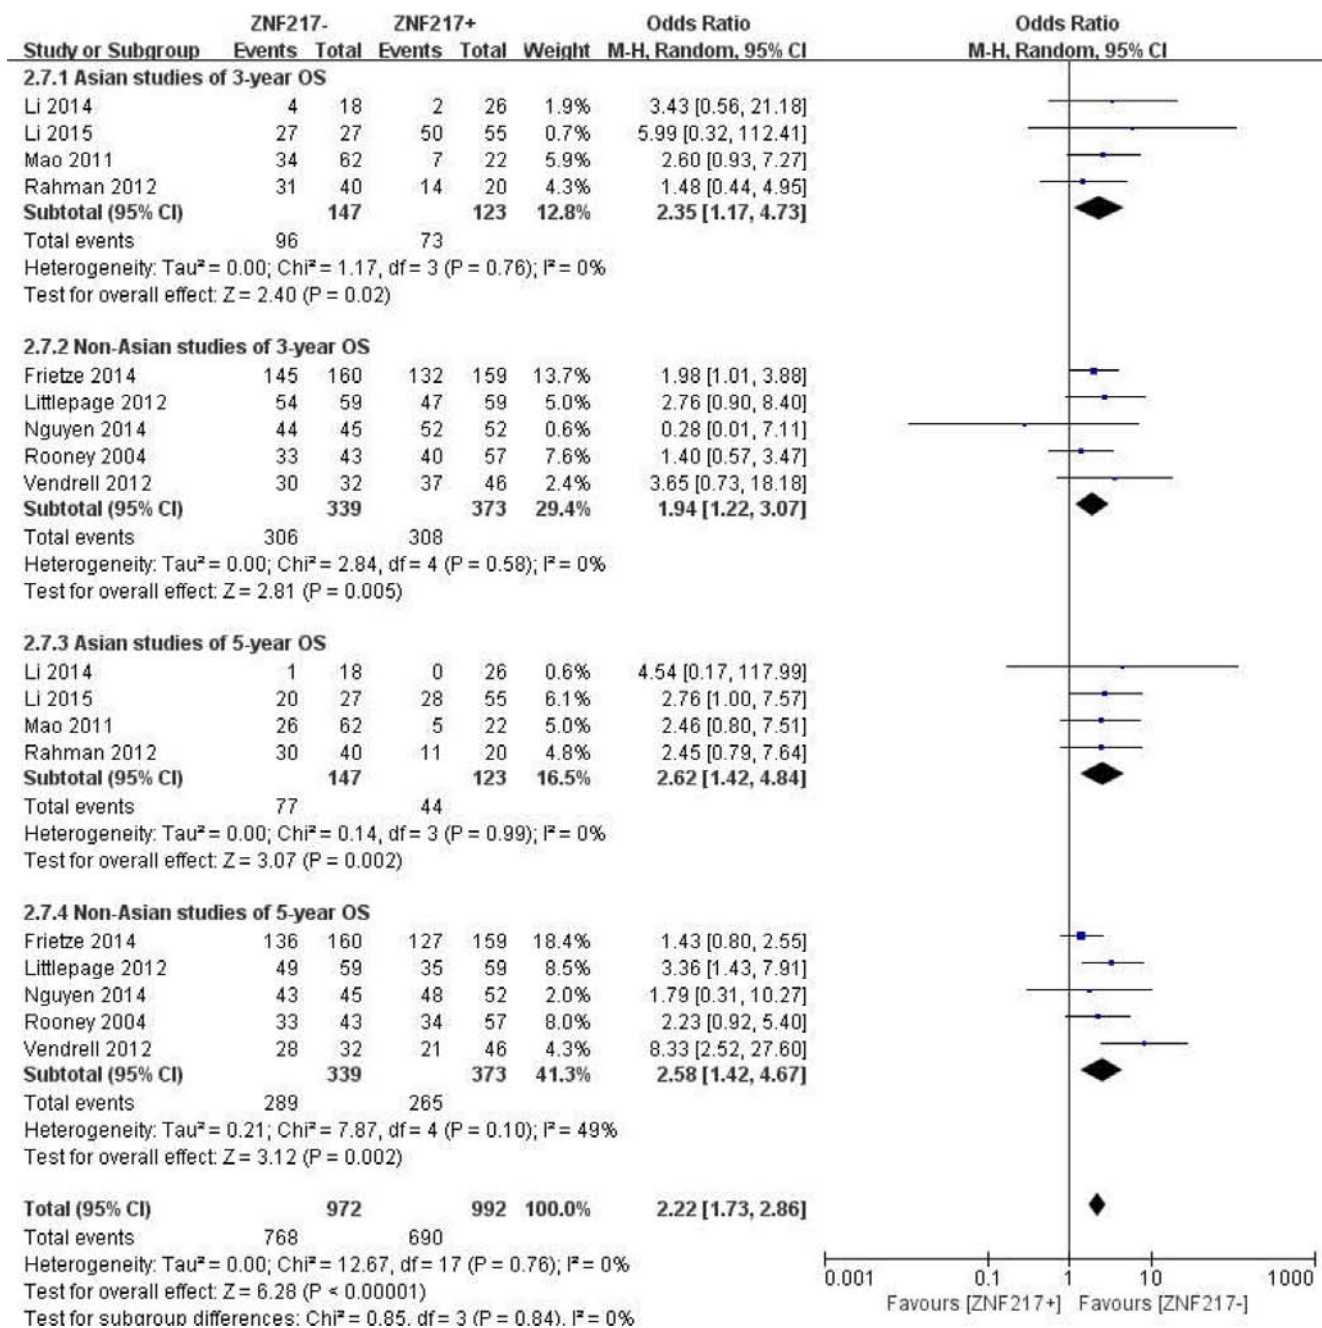 ZNF217- ZNF217+ Odds Ratio Odds Ratio
Study or Subgroup Events Total Events Total Weight M-H, Random, 95% CI M-H, Random, 95% CI
2.7.1 Asian studies of 3-year OS
Li 2014 4 18 2 26 1.9% 3.43 [0.56, 21.18]
Li 2015 27 27 50 55 0.7% 5.99 [0.32, 112.41]
Mao 2011 34 62 7 22 5.9% 2.60 [0.93, 7.27]
Rahman 2012 31 40 14 20 4.3% 1.48 [0.44, 4.95]
Subtotal (95% CI) 147 123 12.8% 2.35 [1.17, 4.73]
Total events 96 73
Heterogeneity: Tau² = 0.00; Chi² = 1.17, df = 3 (P = 0.76); I² = 0%
Test for overall effect: Z = 2.40 (P = 0.02)
2.7.2 Non-Asian studies of 3-year OS
Frietze 2014 145 160 132 159 13.7% 1.98 [1.01, 3.88]
Littlepage 2012 54 59 47 59 5.0% 2.76 [0.90, 8.40]
Nguyen 2014 44 45 52 52 0.6% 0.28 [0.01, 7.11]
Rooney 2004 33 43 40 57 7.6% 1.40 [0.57, 3.47]
Vendrell 2012 30 32 37 46 2.4% 3.65 [0.73, 18.18]
Subtotal (95% CI) 339 373 29.4% 1.94 [1.22, 3.07]
Total events 306 308
Heterogeneity: Tau² = 0.00; Chi² = 2.84, df = 4 (P = 0.58); I² = 0%
Test for overall effect: Z = 2.81 (P = 0.005)
2.7.3 Asian studies of 5-year OS
Li 2014 1 18 0 26 0.6% 4.54 [0.17, 117.99]
Li 2015 20 27 28 55 6.1% 2.76 [1.00, 7.57]
Mao 2011 26 62 5 22 5.0% 2.46 [0.80, 7.51]
Rahman 2012 30 40 11 20 4.8% 2.45 [0.79, 7.64]
Subtotal (95% CI) 147 123 16.5% 2.62 [1.42, 4.84]
Total events 77 44
Heterogeneity: Tau² = 0.00; Chi² = 0.14, df = 3 (P = 0.99); I² = 0%
Test for overall effect: Z = 3.07 (P = 0.002)
2.7.4 Non-Asian studies of 5-year OS
Frietze 2014 136 160 127 159 18.4% 1.43 [0.80, 2.55]
Littlepage 2012 49 59 35 59 8.5% 3.36 [1.43, 7.91]
Nguyen 2014 43 45 48 52 2.0% 1.79 [0.31, 10.27]
Rooney 2004 33 43 34 57 8.0% 2.23 [0.92, 5.40]
Vendrell 2012 28 32 21 46 4.3% 8.33 [2.52, 27.60]
Subtotal (95% CI) 339 373 41.3% 2.58 [1.42, 4.67]
Total events 289 265
Heterogeneity: Tau² = 0.21; Chi² = 7.87, df = 4 (P = 0.10); I² = 49%
Test for overall effect: Z = 3.12 (P = 0.002)
Total (95% CI) 972 992 100.0% 2.22 [1.73, 2.86]
Total events 768 690
Heterogeneity: Tau² = 0.00; Chi² = 12.67, df = 17 (P = 0.76); I² = 0%
Test for overall effect: Z = 6.28 (P < 0.00001)
Test for subgroup differences: Chi² = 0.85, df = 3 (P = 0.84), I² = 0%
0.001 0.1 1 10 1000
Favours [ZNF217+] Favours [ZNF217-]